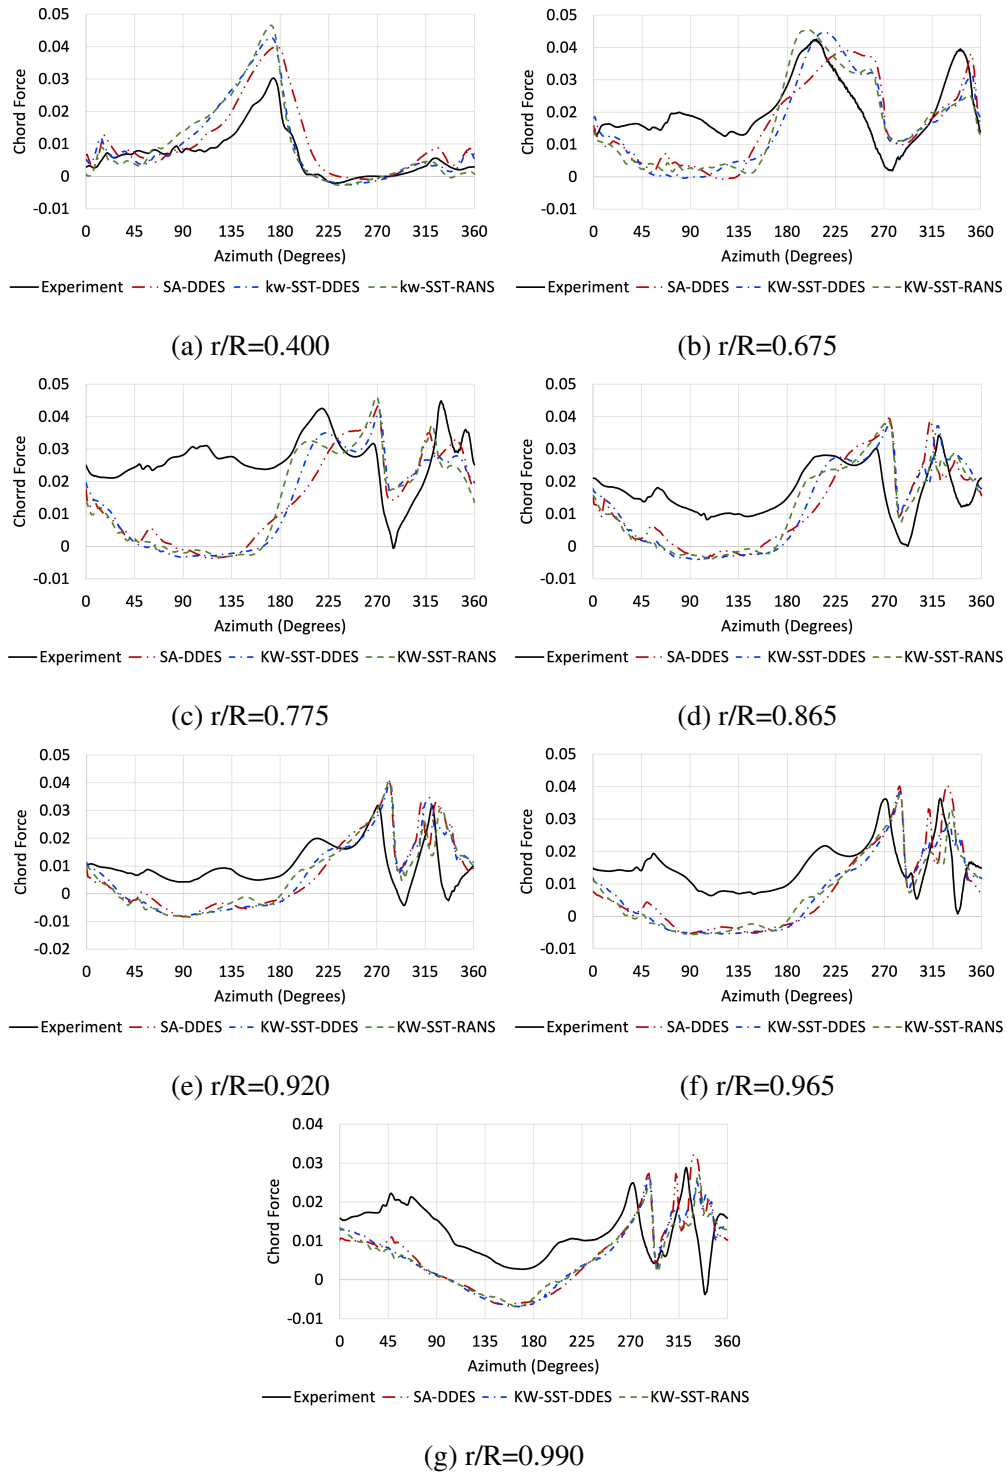 0.05
0.04
0.03
0.02
0.01
0
-0.01
Chord Force
0 45 90 135 180 225 270 315 360
Azimuth (Degrees)
Experiment SA-DDES kw-SST-DDES kw-SST-RANS
(a) r/R=0.400
0.05
0.04
0.03
0.02
0.01
0
-0.01
Chord Force
0 45 90 135 180 225 270 315 360
Azimuth (Degrees)
Experiment SA-DDES KW-SST-DDES KW-SST-RANS
(b) r/R=0.675
0.05
0.04
0.03
0.02
0.01
0
-0.01
Chord Force
0 45 90 135 180 225 270 315 360
Azimuth (Degrees)
Experiment SA-DDES KW-SST-DDES KW-SST-RANS
(c) r/R=0.775
0.05
0.04
0.03
0.02
0.01
0
-0.01
Chord Force
0 45 90 135 180 225 270 315 360
Azimuth (Degrees)
Experiment SA-DDES KW-SST-DDES KW-SST-RANS
(d) r/R=0.865
0.05
0.04
0.03
0.02
0.01
0
-0.01
-0.02
Chord Force
0 45 90 135 180 225 270 315 360
Azimuth (Degrees)
Experiment SA-DDES KW-SST-DDES KW-SST-RANS
(e) r/R=0.920
0.05
0.04
0.03
0.02
0.01
0
-0.01
Chord Force
0 45 90 135 180 225 270 315 360
Azimuth (Degrees)
Experiment SA-DDES KW-SST-DDES KW-SST-RANS
(f) r/R=0.965
0.04
0.03
0.02
0.01
0
-0.01
Chord Force
0 45 90 135 180 225 270 315 360
Azimuth (Degrees)
Experiment SA-DDES KW-SST-DDES KW-SST-RANS
(g) r/R=0.990